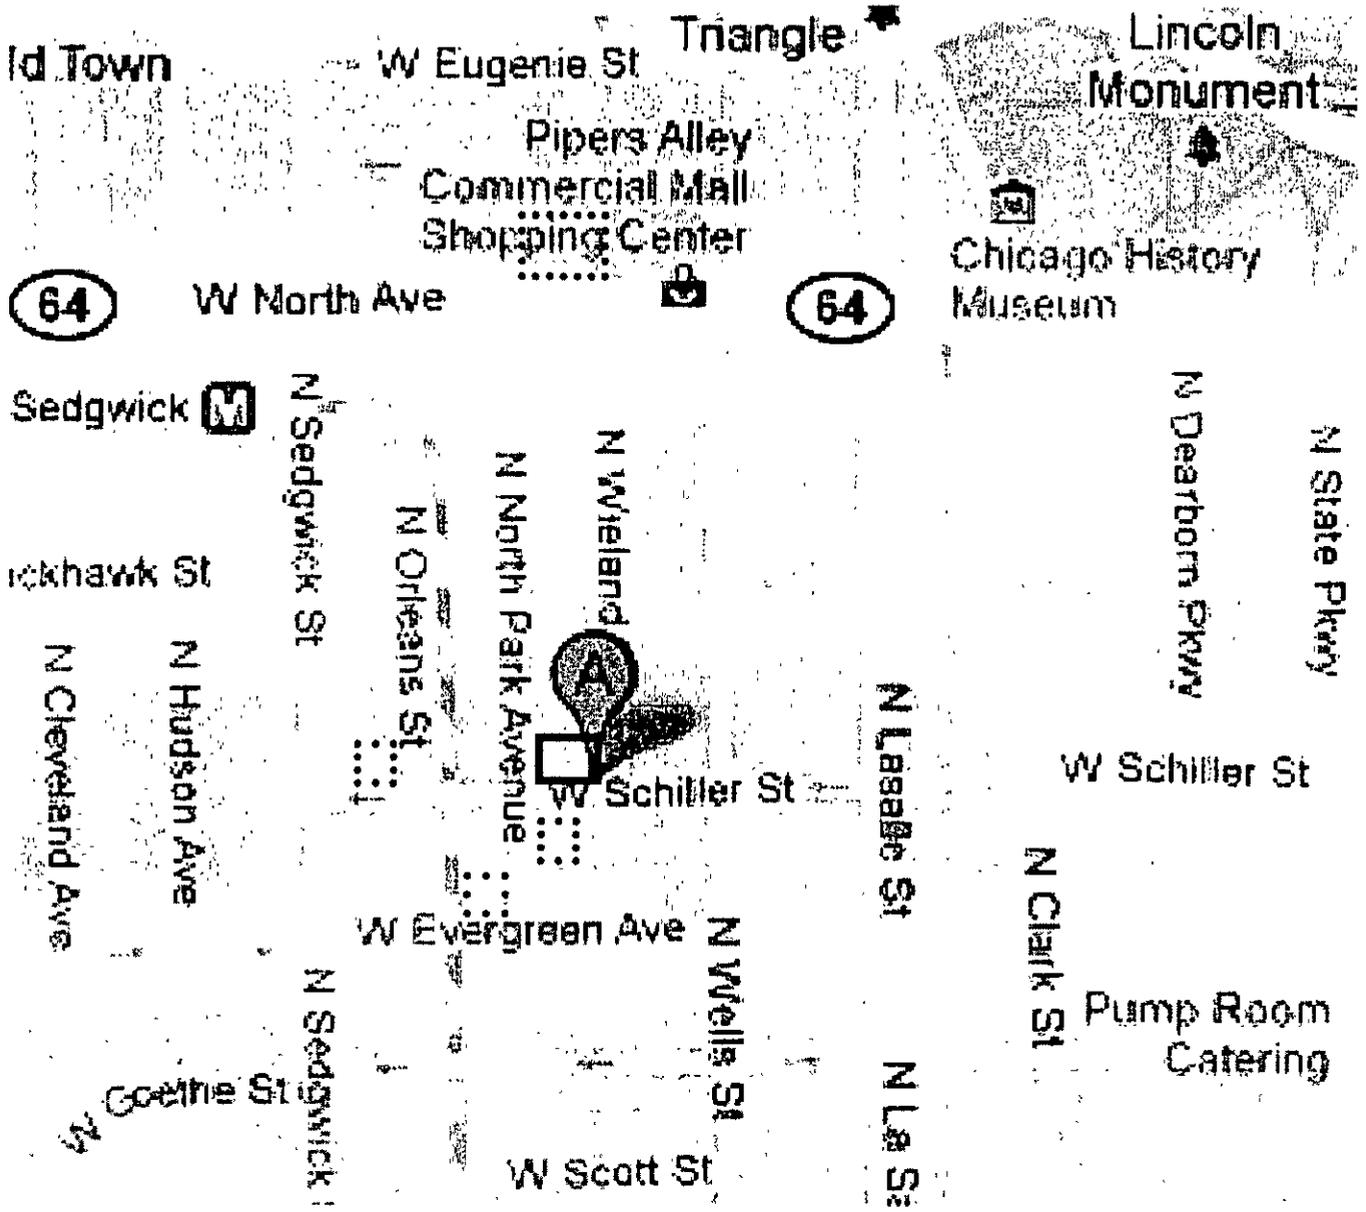 Triangle
Lincoln
Monument
ld Town
W Eugenie St
Pipers Alley
Commercial Mall
Shopping Center
Chicago History
Museum
64
W North Ave
64
Sedgwick M
N Sedgwick St
N Orleans St
N North Park Avenue
N Wieland
N Dearborn Pkwy
N State Pkwy
ickhawk St
N Cleveland Ave
N Hudson Ave
A
N Lasalle St
W Schiller St
W Schiller St
N Clark St
W Evergreen Ave
N Wells St
N Sedgwick
Pump Room
Catering
W Goethe St
N La Sa
W Scott St